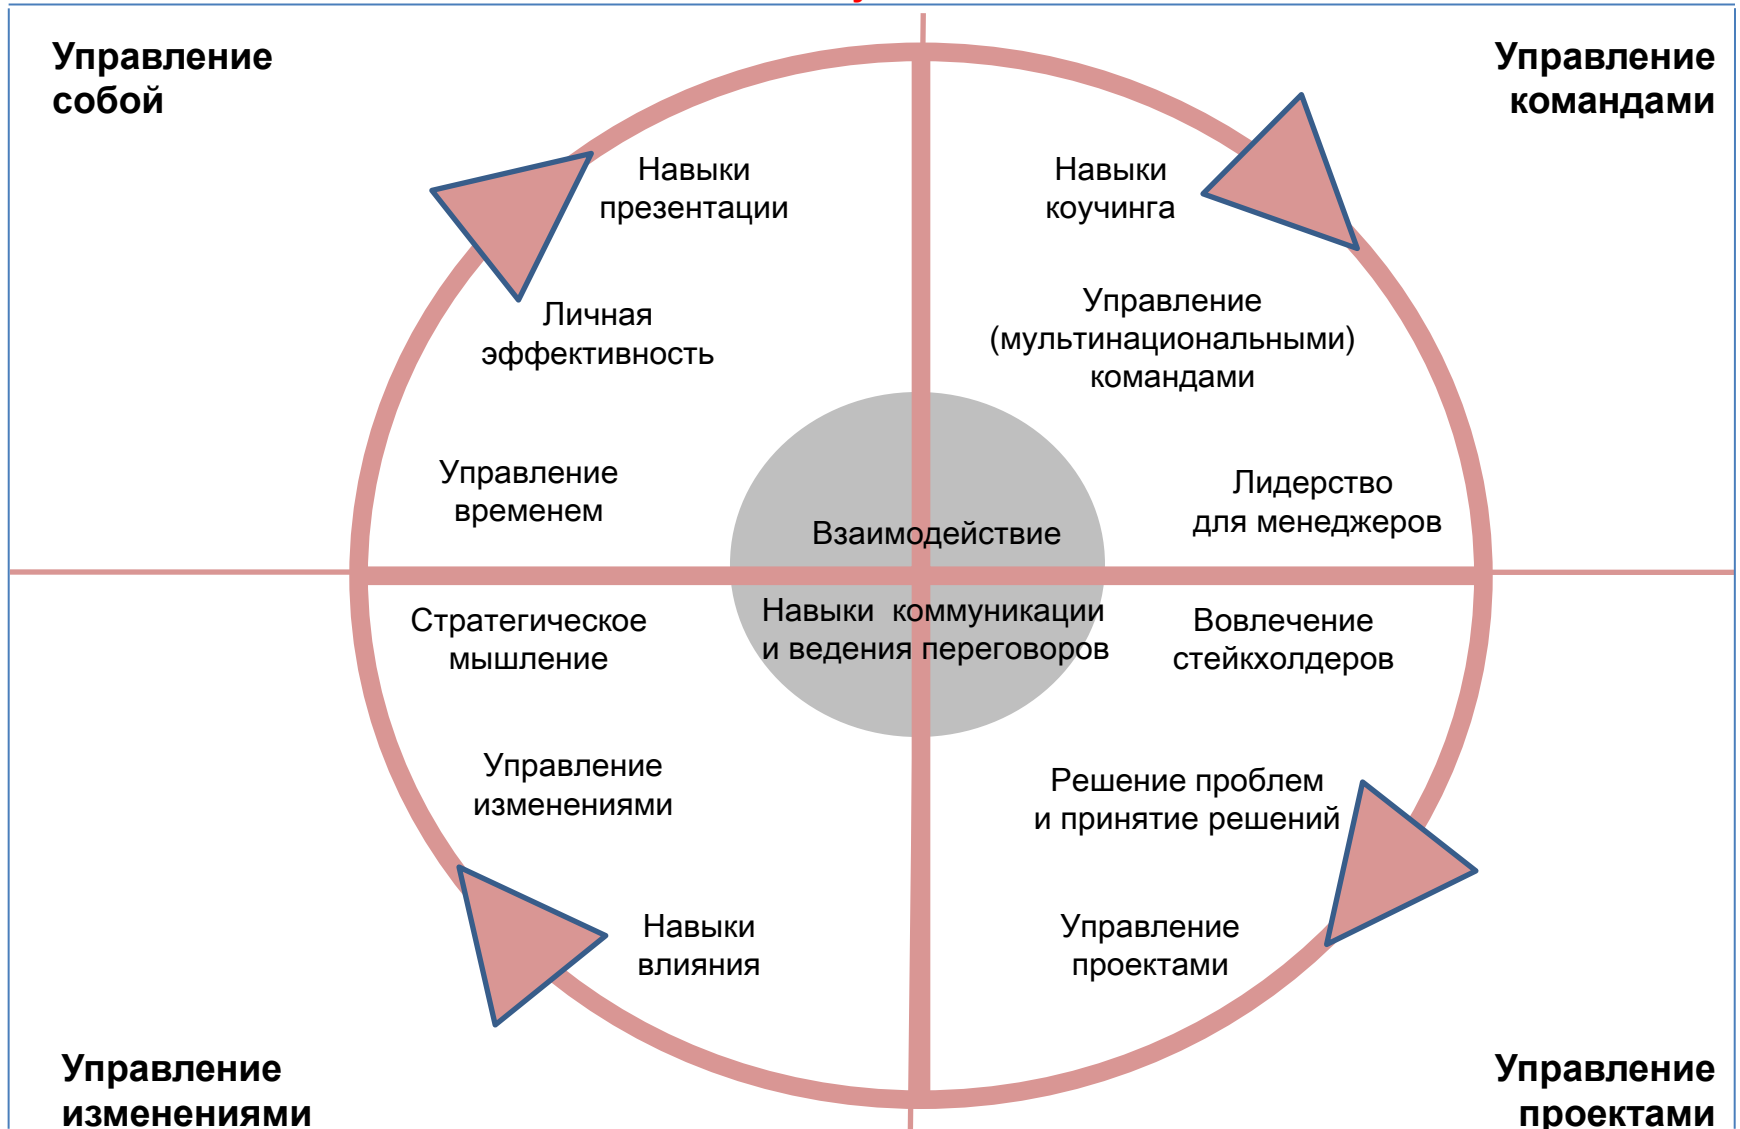 Управление
собой
Управление
командами
Навыки
презентации
Навыки
коучинга
Личная
эффективность
Управление
(мультинациональными)
командами
Управление
временем
Лидерство
для менеджеров
Взаимодействие
Навыки коммуникации
и ведения переговоров
Стратегическое
мышление
Вовлечение
стейкхолдеров
Управление
изменениями
Решение проблем
и принятие решений
Навыки
влияния
Управление
проектами
Управление
изменениями
Управление
проектами